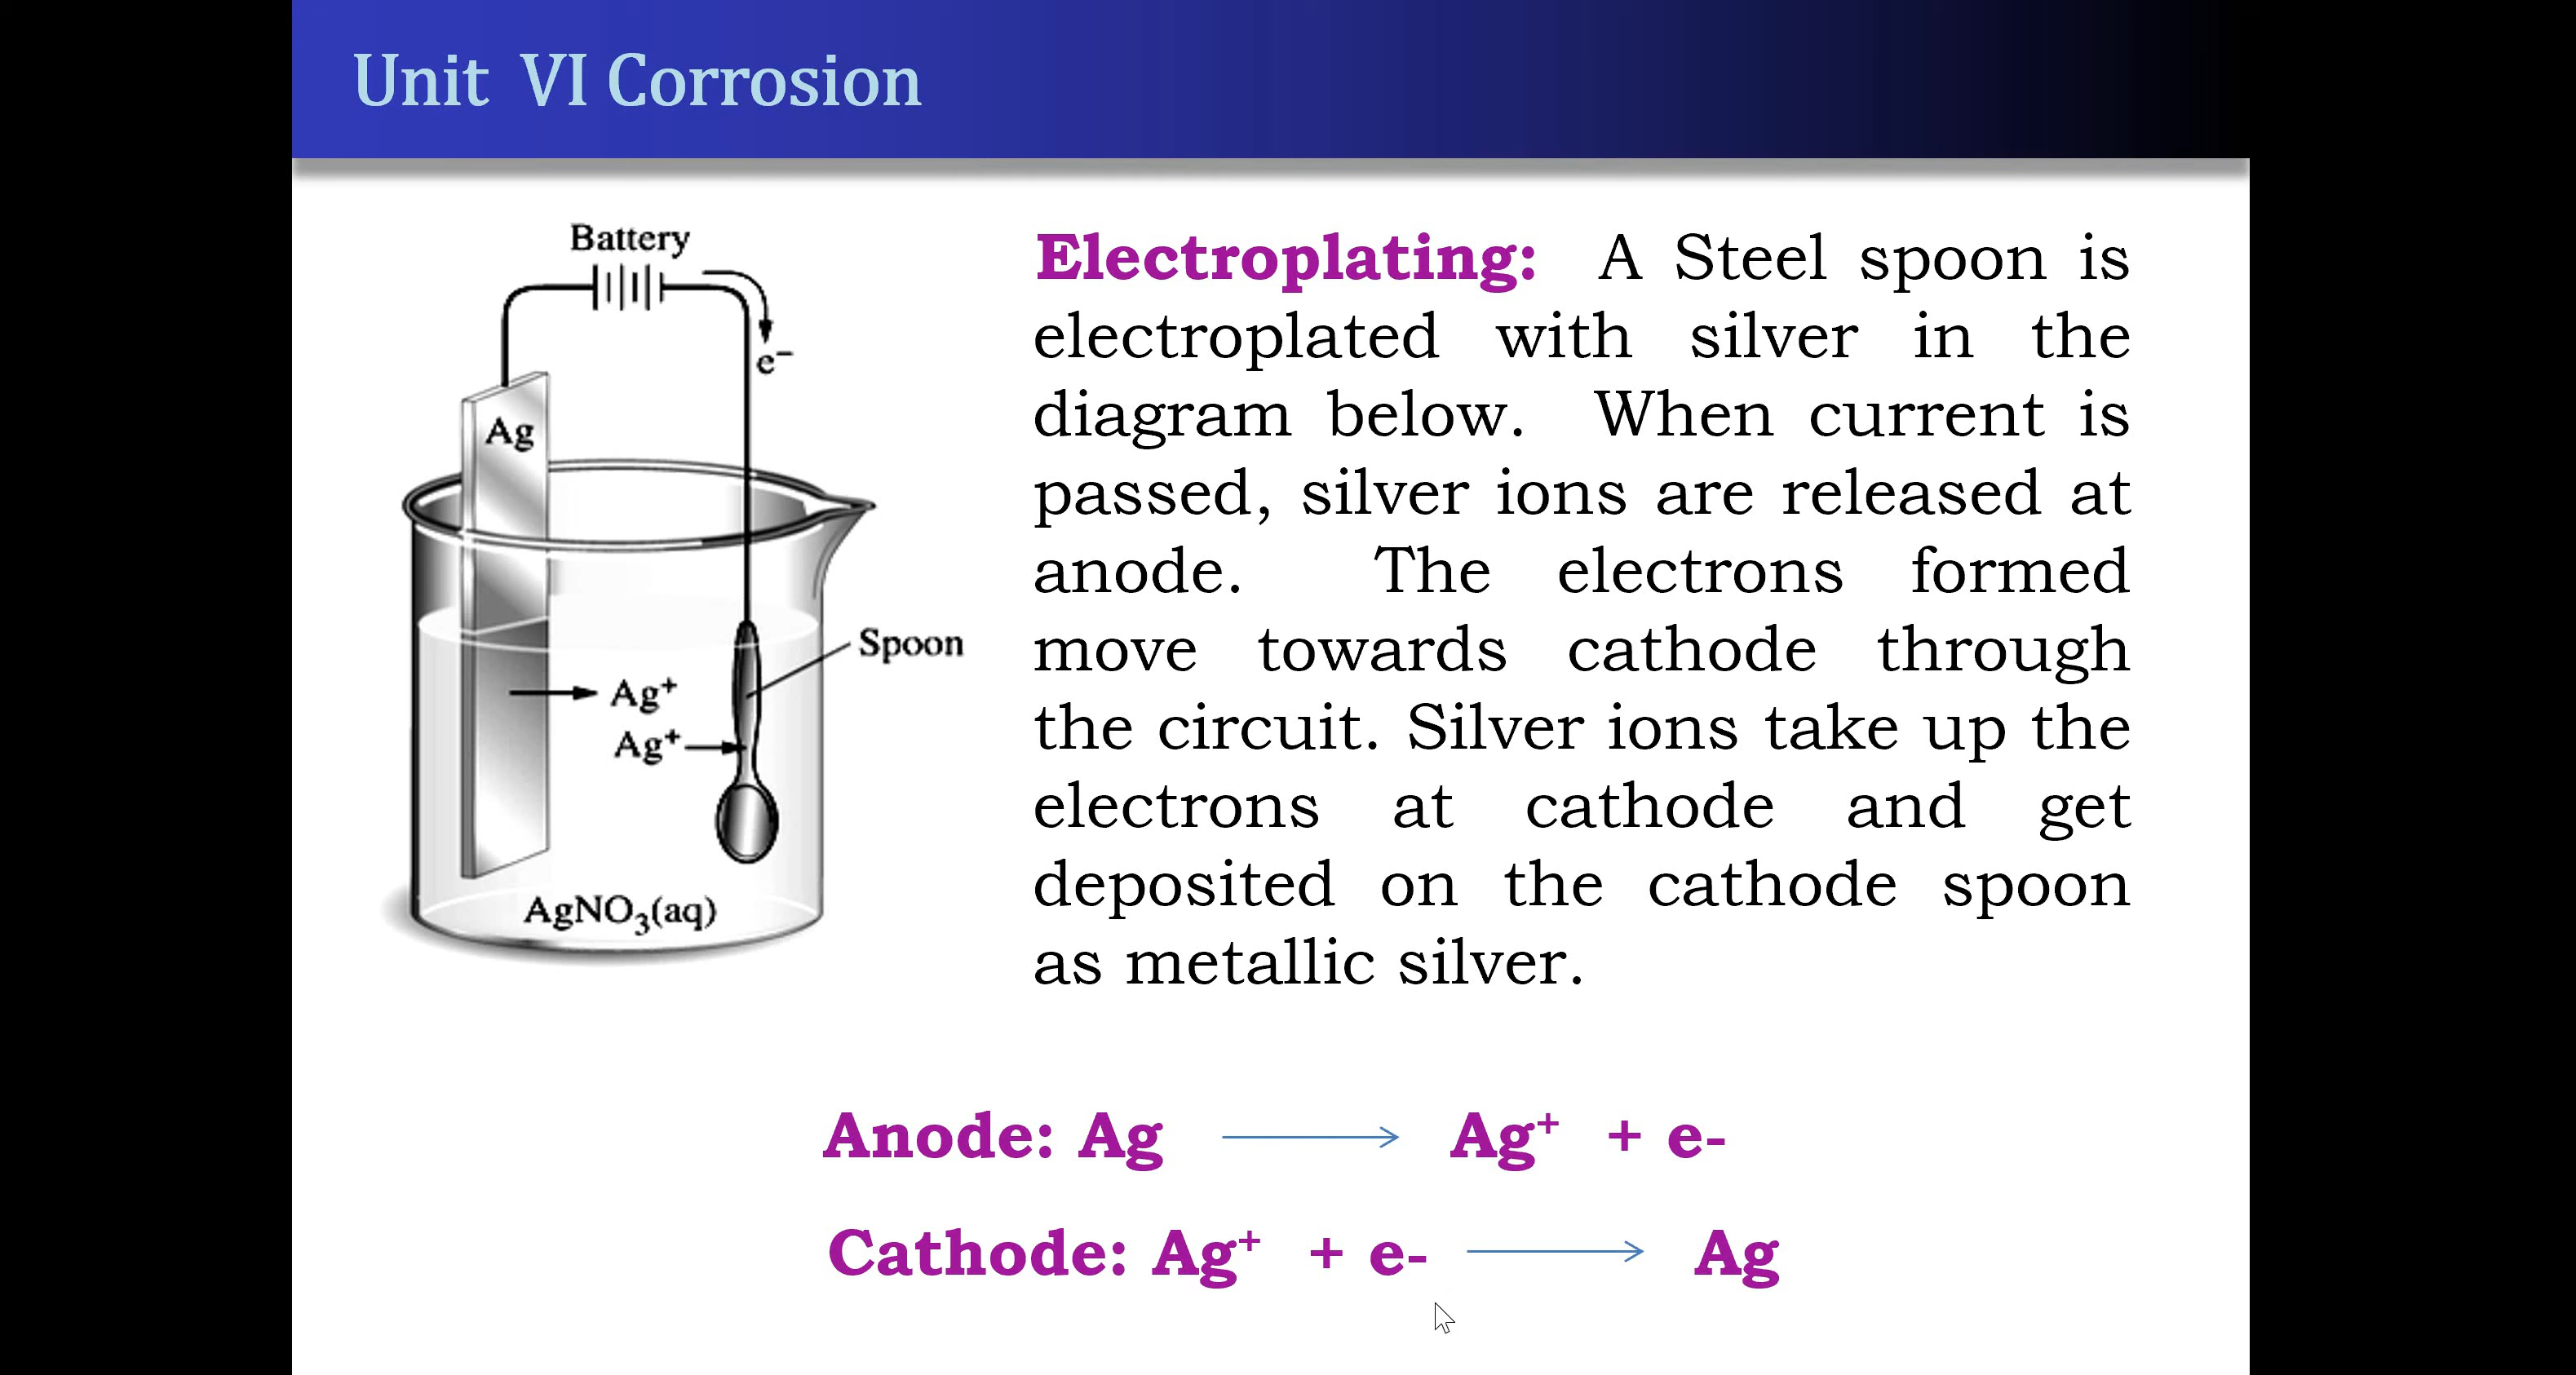 Unit VI Corrosion
Battery
e⁻
Ag
Spoon
Ag⁺
Ag⁺
AgNO₃(aq)
Electroplating: A Steel spoon is
electroplated with silver in the
diagram below. When current is
passed, silver ions are released at
anode. The electrons formed
move towards cathode through
the circuit. Silver ions take up the
electrons at cathode and get
deposited on the cathode spoon
as metallic silver.
Anode: Ag ⟶ Ag⁺ + e-
Cathode: Ag⁺ + e- ⟶ Ag